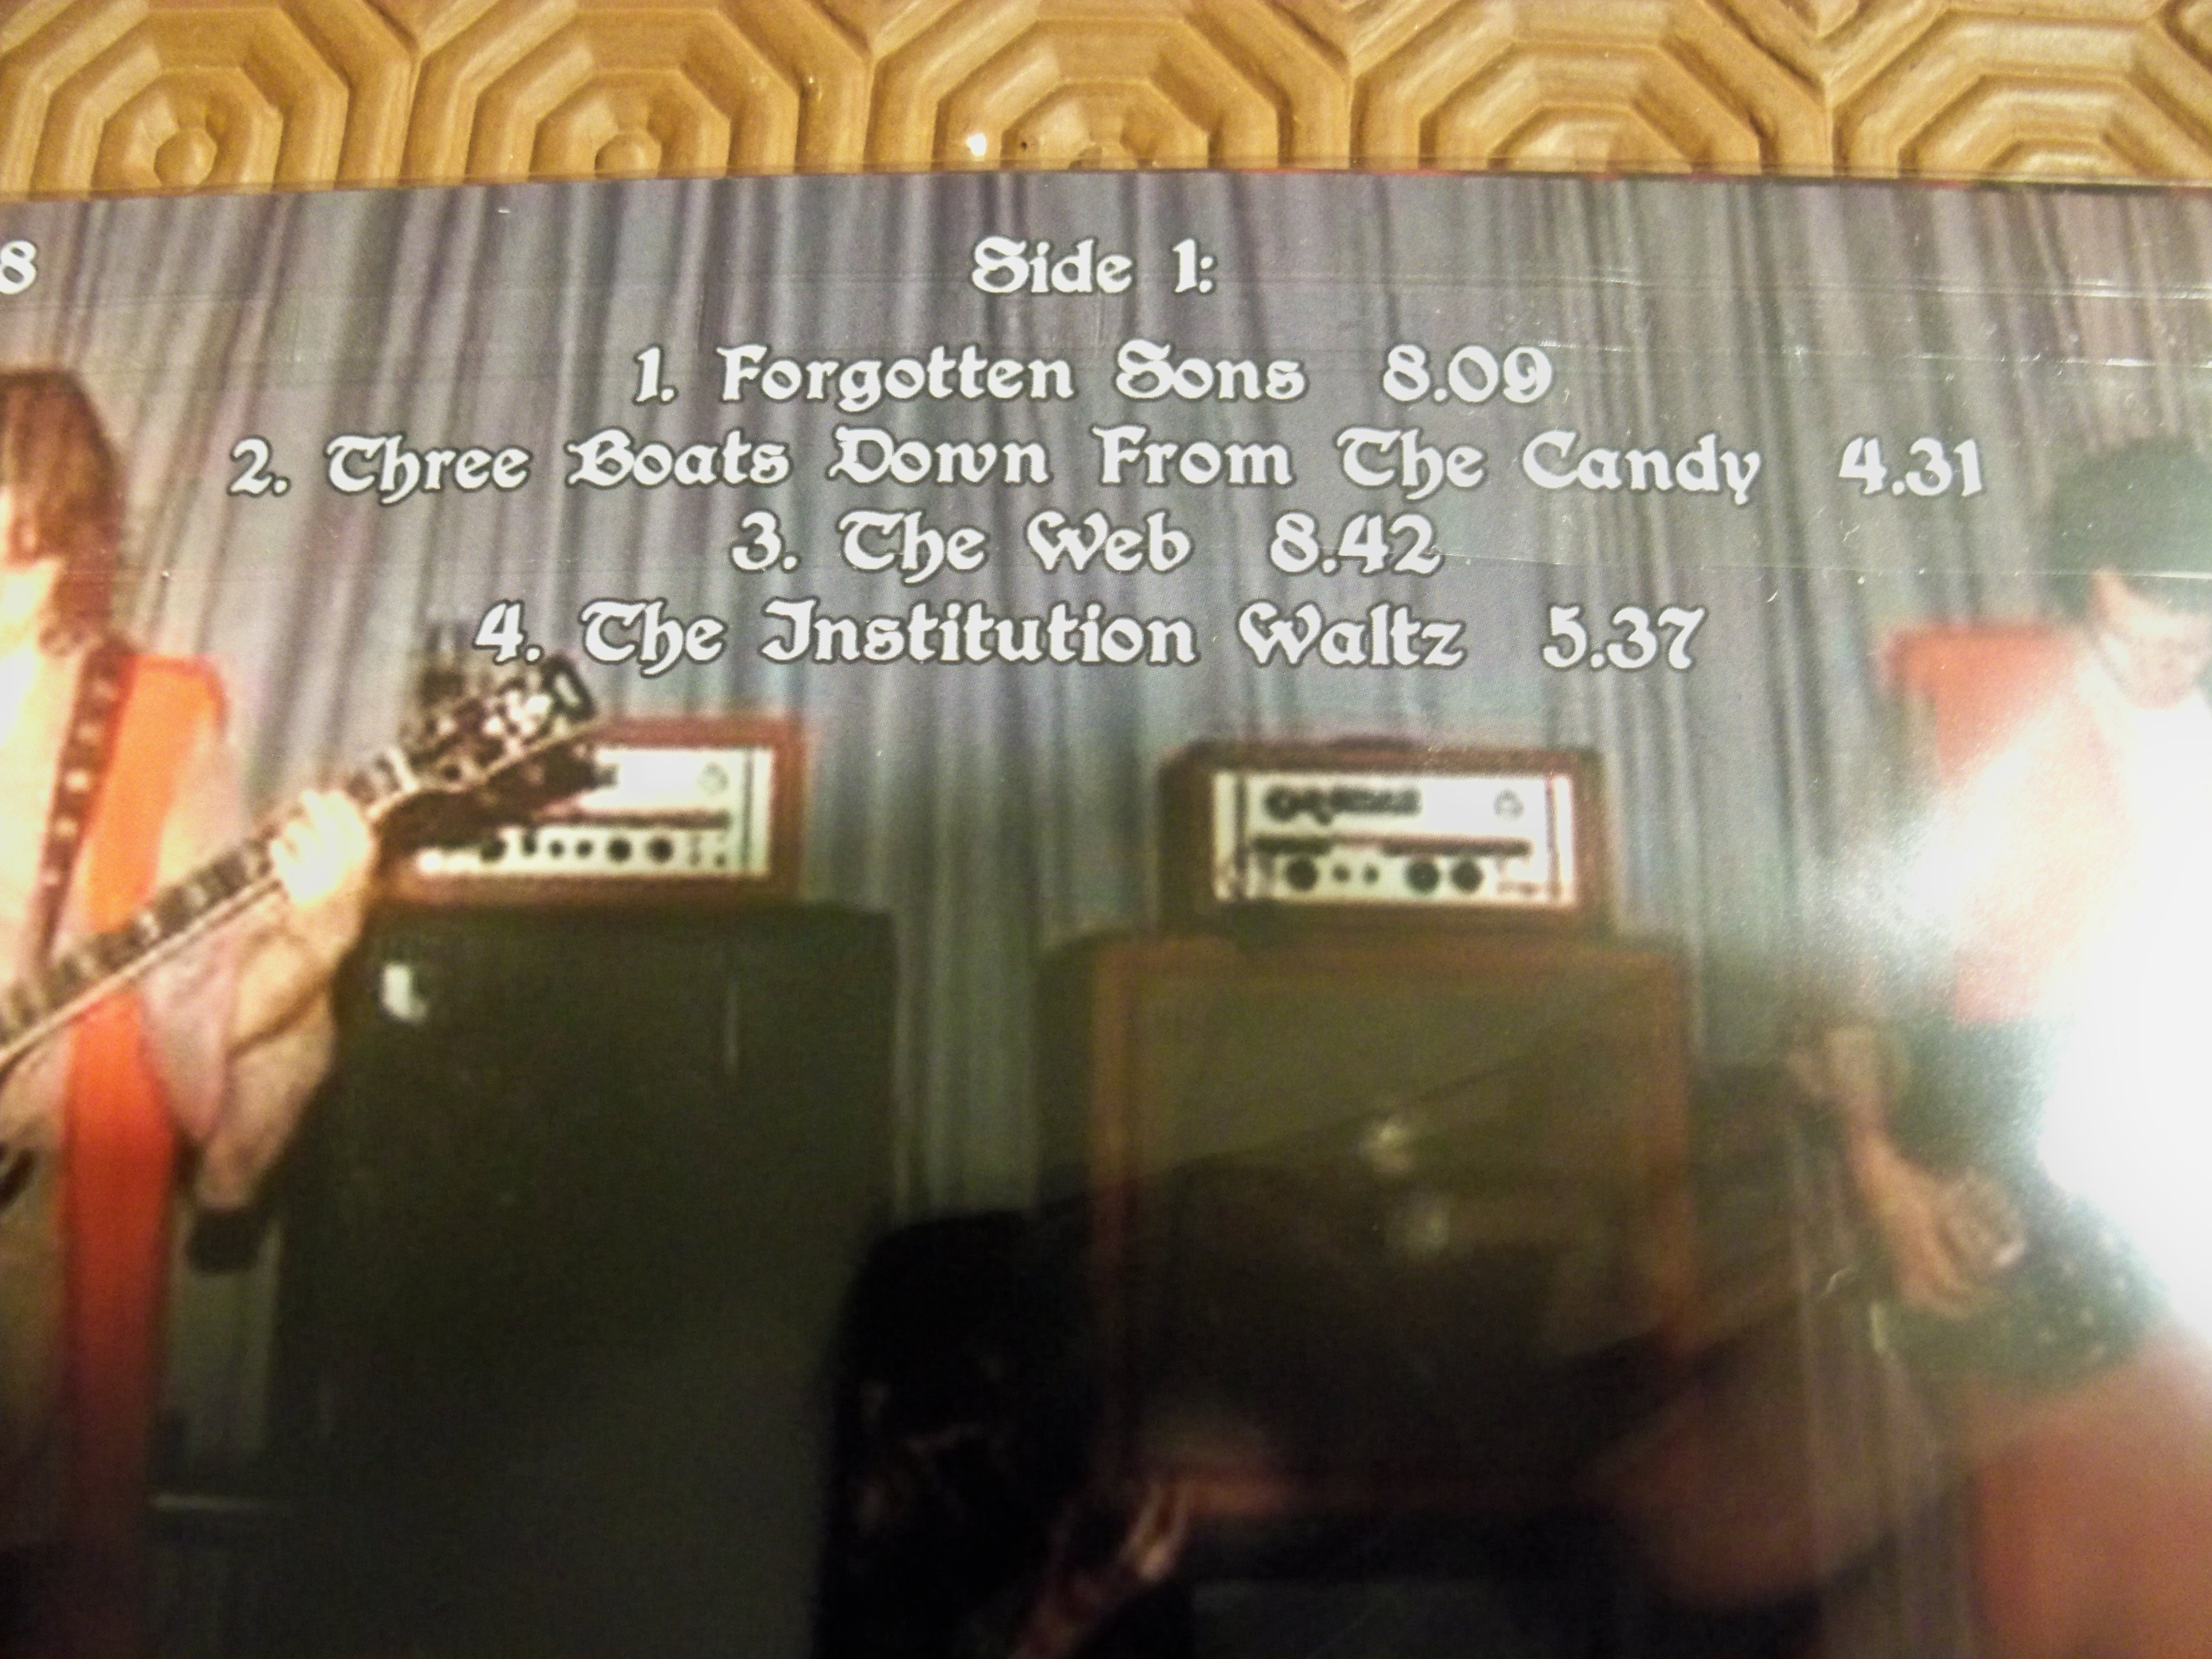 8
Side 1:
1. Forgotten Sons 8.09
2. Three Boats Down From The Candy 4.31
3. The Web 8.42
4. The Institution Waltz 5.37